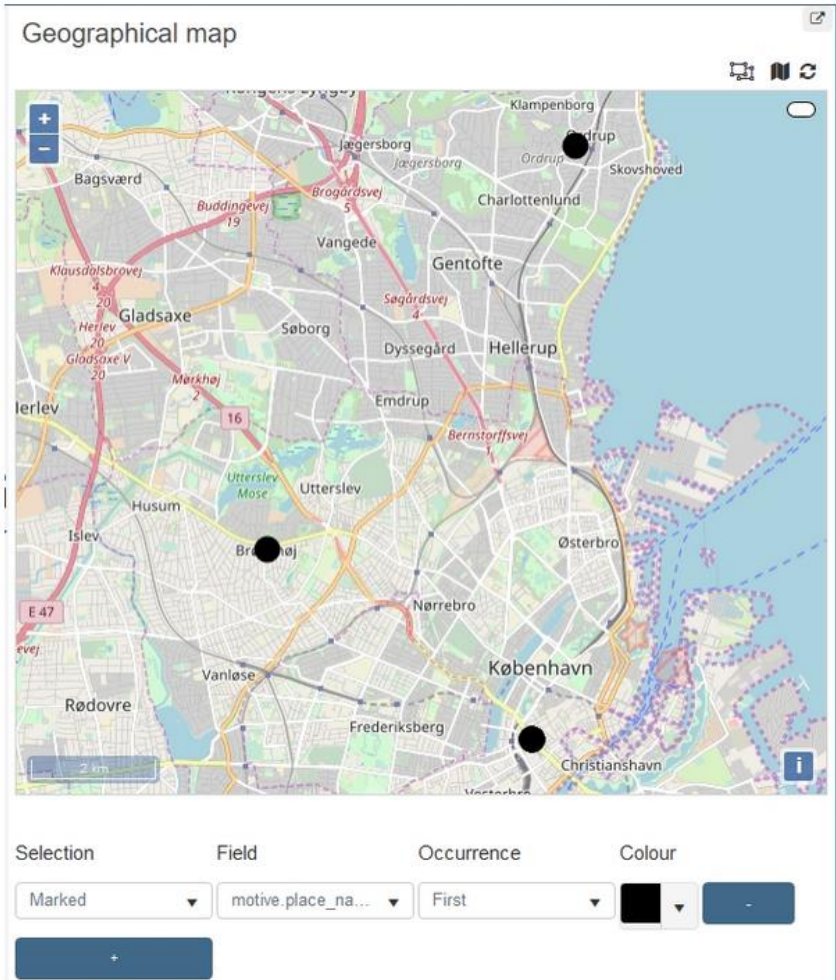 Geographical map
+
−
Klampenborg
Jægersborg
Jægersborg
Ordrup
Skovshoved
Bagsværd
Brogårdsvej
5
Charlottenlund
Buddingevej
19
Vangede
Gentofte
Klausdalsbrovej
4
20
Søgårdsvej
4
Herlev
20
Gladsaxe
Søborg
Dyssegård
Hellerup
Gladsaxe V
20
Mørkhøj
2
Emdrup
16
Bernstorffsvej
1
Utterslev
Mose
Utterslev
Husum
Islev
Østerbro
E 47
Nørrebro
København
Vanløse
Rødovre
Frederiksberg
Christianshavn
2 km
i
Selection Field Occurrence Colour
Marked motive.place_na... First -
+